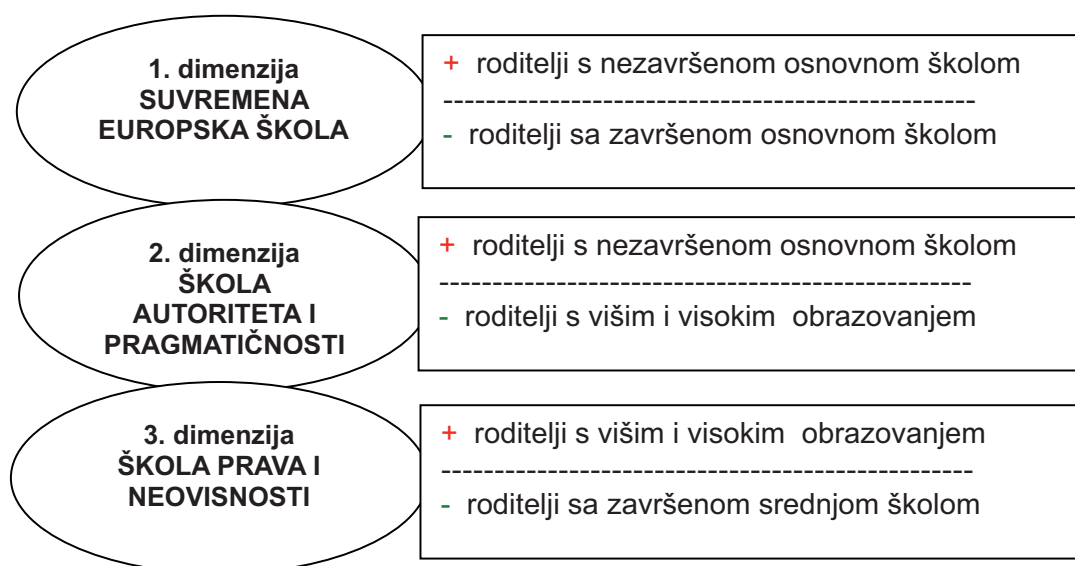 1. dimenzija
SUVREMENA
EUROPSKA ŠKOLA
+ roditelji s nezavršenom osnovnom školom
--------------------------------------------------
- roditelji sa završenom osnovnom školom
2. dimenzija
ŠKOLA
AUTORITETA I
PRAGMATIČNOSTI
+ roditelji s nezavršenom osnovnom školom
--------------------------------------------------
- roditelji s višim i visokim obrazovanjem
3. dimenzija
ŠKOLA PRAVA I
NEOVISNOSTI
+ roditelji s višim i visokim obrazovanjem
--------------------------------------------------
- roditelji sa završenom srednjom školom